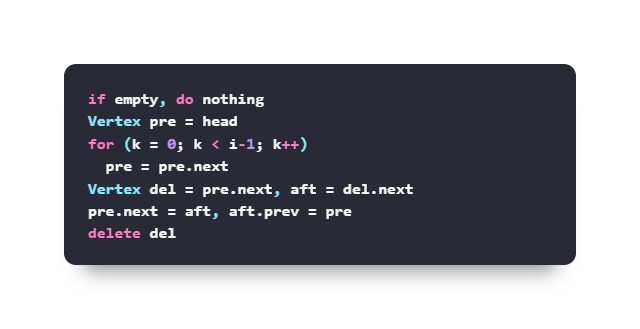 if empty, do nothing
Vertex pre = head
for (k = 0; k < i-1; k++)
  pre = pre.next
Vertex del = pre.next, aft = del.next
pre.next = aft, aft.prev = pre
delete del